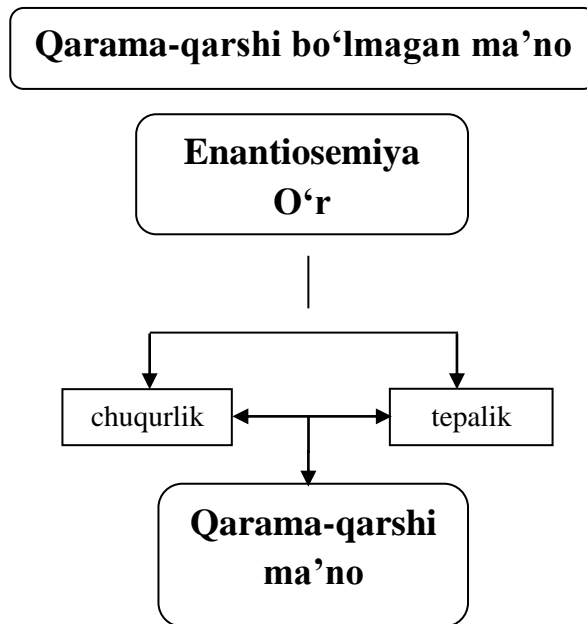 Qarama-qarshi bo‘lmagan ma’no
Enantiosemiya
O‘r
chuqurlik
tepalik
Qarama-qarshi
ma’no